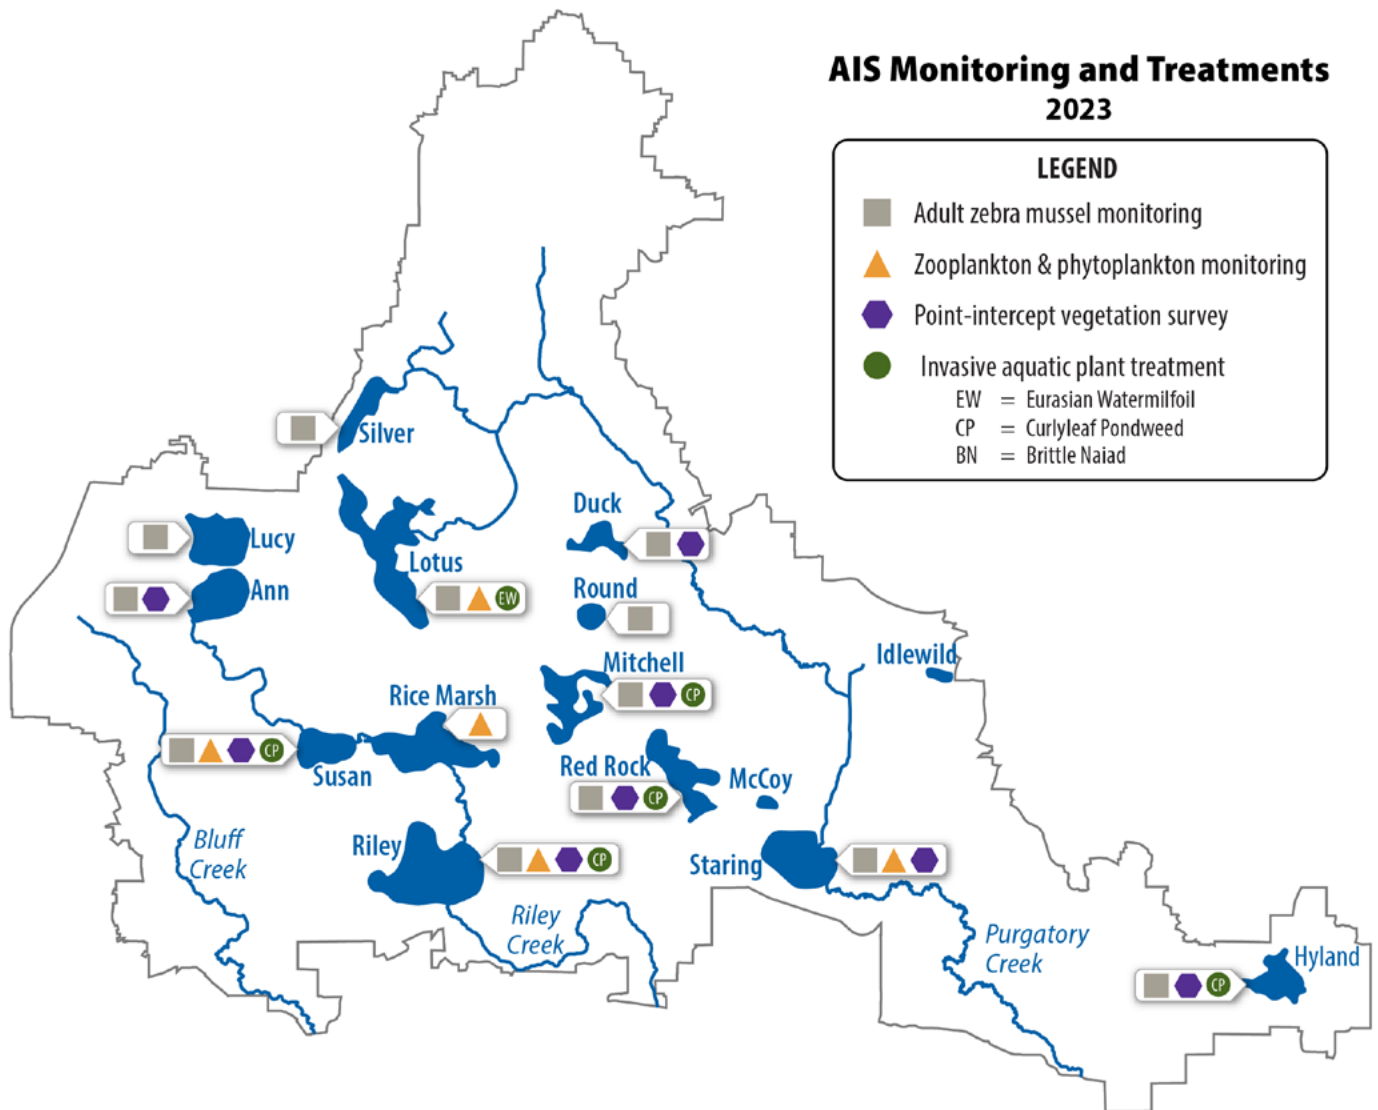 AIS Monitoring and Treatments
2023
LEGEND
Adult zebra mussel monitoring
Zooplankton & phytoplankton monitoring
Point-intercept vegetation survey
Invasive aquatic plant treatment
EW = Eurasian Watermilfoil
CP = Curlyleaf Pondweed
BN = Brittle Naiad
Silver
Duck
Lucy
Lotus
Ann
EW
Round
Idlewild
Mitchell
CP
Rice Marsh
CP
Susan
Red Rock
McCoy
CP
Bluff
Creek
Riley
CP
Staring
Riley
Creek
Purgatory
Creek
Hyland
CP